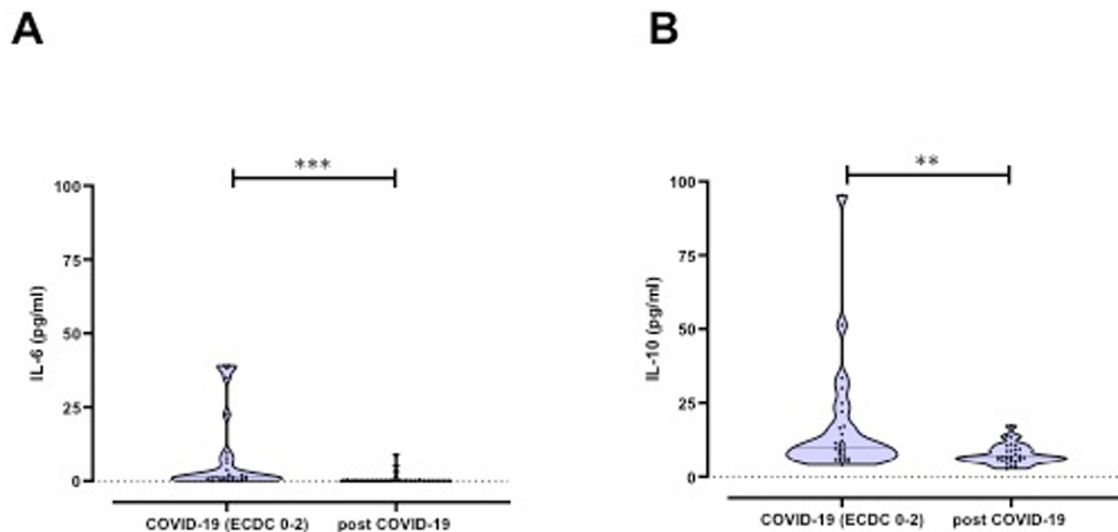 A
***
100
75
50
25
0
IL-6 (pg/ml)
COVID-19 (ECDC 0-2)
post COVID-19
B
**
100
75
50
25
0
IL-10 (pg/ml)
COVID-19 (ECDC 0-2)
post COVID-19